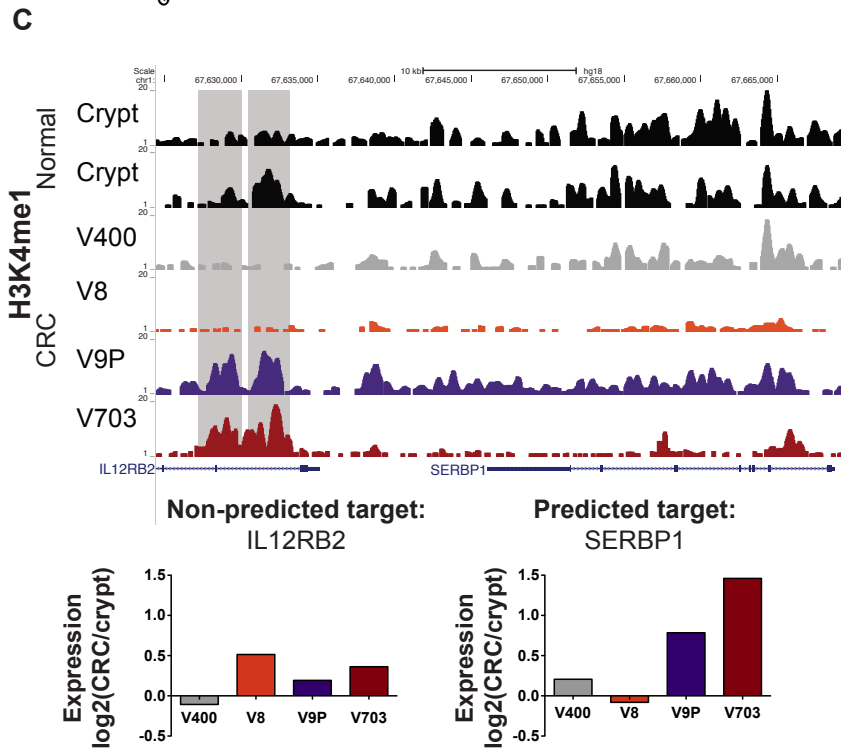 C
Scale
chr1:
10 kb
hg18
67,630,000
67,635,000
67,640,000
67,645,000
67,650,000
67,655,000
67,660,000
67,665,000
H3K4me1
Normal
CRC
20
Crypt
1
20
Crypt
1
20
V400
1
20
V8
1
20
V9P
1
20
V703
1
IL12RB2
SERBP1
Non-predicted target:
IL12RB2
Expression
log2(CRC/crypt)
1.5
1.0
0.5
0.0
-0.5
V400
V8
V9P
V703
Predicted target:
SERBP1
Expression
log2(CRC/crypt)
1.5
1.0
0.5
0.0
-0.5
V400
V8
V9P
V703